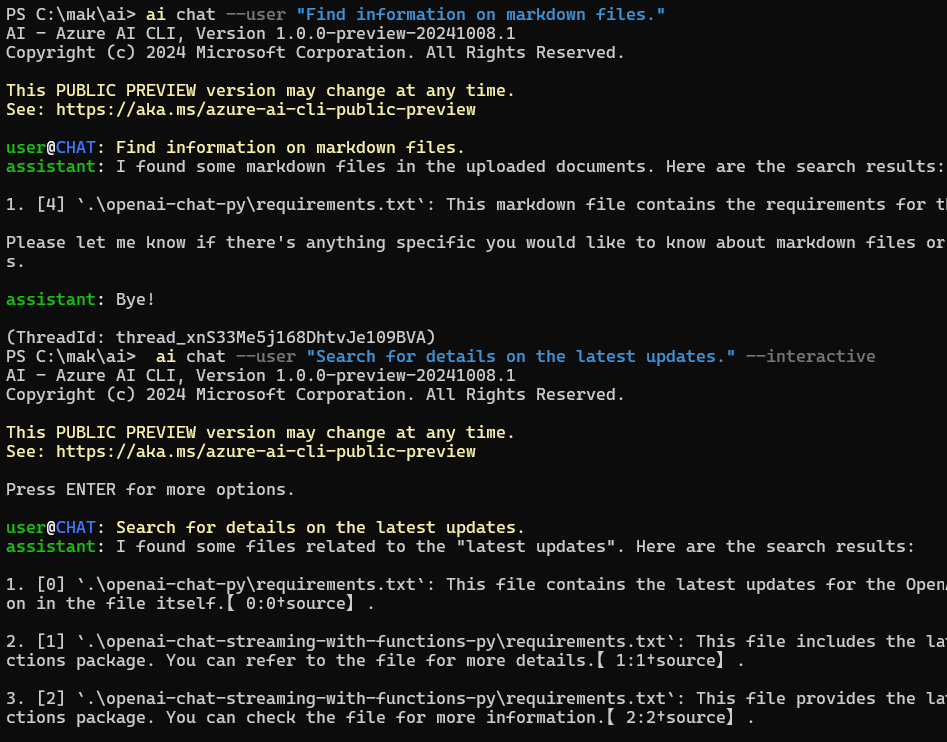 PS C:\mak\ai> ai chat --user "Find information on markdown files."
AI - Azure AI CLI, Version 1.0.0-preview-20241008.1
Copyright (c) 2024 Microsoft Corporation. All Rights Reserved.
This PUBLIC PREVIEW version may change at any time.
See: https://aka.ms/azure-ai-cli-public-preview
user@CHAT: Find information on markdown files.
assistant: I found some markdown files in the uploaded documents. Here are the search results:
1. [4] `.\openai-chat-py\requirements.txt`: This markdown file contains the requirements for
Please let me know if there's anything specific you would like to know about markdown files or
s.
assistant: Bye!
(ThreadId: thread_xnS33Me5j168DhtvJe109BVA)
PS C:\mak\ai>  ai chat --user "Search for details on the latest updates." --interactive
AI - Azure AI CLI, Version 1.0.0-preview-20241008.1
Copyright (c) 2024 Microsoft Corporation. All Rights Reserved.
This PUBLIC PREVIEW version may change at any time.
See: https://aka.ms/azure-ai-cli-public-preview
Press ENTER for more options.
user@CHAT: Search for details on the latest updates.
assistant: I found some files related to the "latest updates". Here are the search results:
1. [0] `.\openai-chat-py\requirements.txt`: This file contains the latest updates for the
on in the file itself.【0:0†source】.
2. [1] `.\openai-chat-streaming-with-functions-py\requirements.txt`: This file includes the
ctions package. You can refer to the file for more details.【1:1†source】.
3. [2] `.\openai-chat-streaming-with-functions-py\requirements.txt`: This file provides the
ctions package. You can check the file for more information.【2:2†source】.